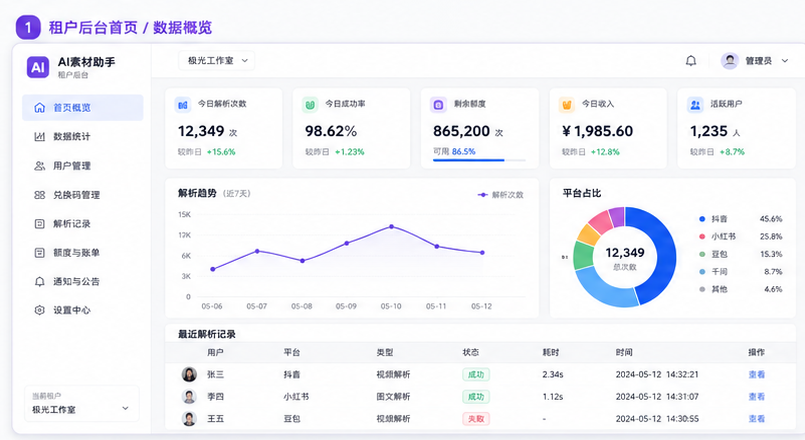 1 租户后台首页 / 数据概览
AI AI素材助手
租户后台
极光工作室
管理员
首页概览
数据统计
用户管理
兑换码管理
解析记录
额度与账单
通知与公告
设置中心
当前租户
极光工作室
今日解析次数
12,349 次
较昨日 +15.6%
今日成功率
98.62%
较昨日 +1.23%
剩余额度
865,200 次
可用 86.5%
今日收入
¥1,985.60
较昨日 +12.8%
活跃用户
1,235 人
较昨日 +8.7%
解析趋势 (近7天)
解析次数
15K
12K
6K
3K
0
05-06 05-07 05-08 05-09 05-10 05-11 05-12
平台占比
12,349
总次数
抖音 45.6%
小红书 25.8%
豆包 15.3%
千问 8.7%
其他 4.6%
最近解析记录
用户 平台 类型 状态 耗时 时间 操作
张三 抖音 视频解析 成功 2.34s 2024-05-12 14:32:21 查看
李四 小红书 图文解析 成功 1.12s 2024-05-12 14:31:07 查看
王五 豆包 视频解析 失败 - 2024-05-12 14:30:55 查看